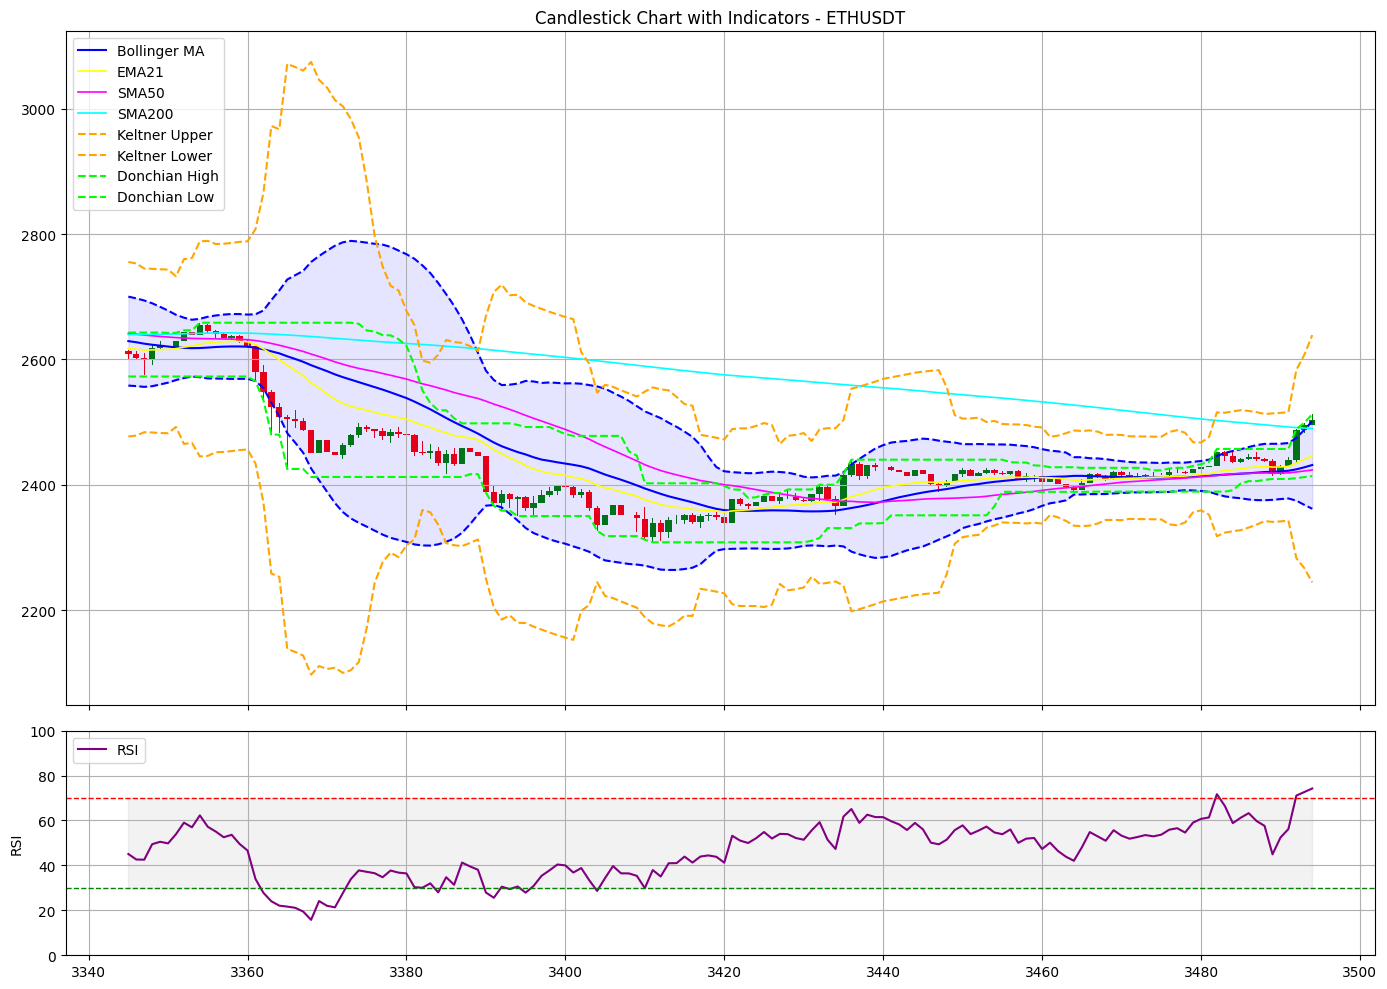 Candlestick Chart with Indicators - ETHUSDT
Bollinger MA
EMA21
SMA50
SMA200
Keltner Upper
Keltner Lower
Donchian High
Donchian Low
3000
2800
2600
2400
2200
RSI
100
80
60
40
20
0
RSI
3340 3360 3380 3400 3420 3440 3460 3480 3500